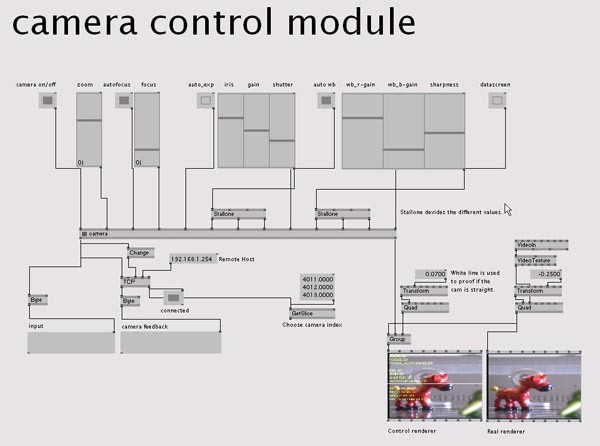 camera control module
camera on/off zoom autofocus focus auto_exp iris gain shutter auto wb wb_r-gain wb_b-gain sharpness datascreen
0| 0|
Stallone Stallone
Stallone devides the different values.
camera
Change
192.168.1.254 Remote Host
TCP
Byte Byte
connected
input
camera feedback
4011.0000
4012.0000
4013.0000
GetSlice
Choose camera index
0.0700
White line is used
to proof if the
cam is straight.
Transform
Quad
VideoIn
VideoTexture
-0.2500
Transform
Quad
Group
Control renderer
Real renderer